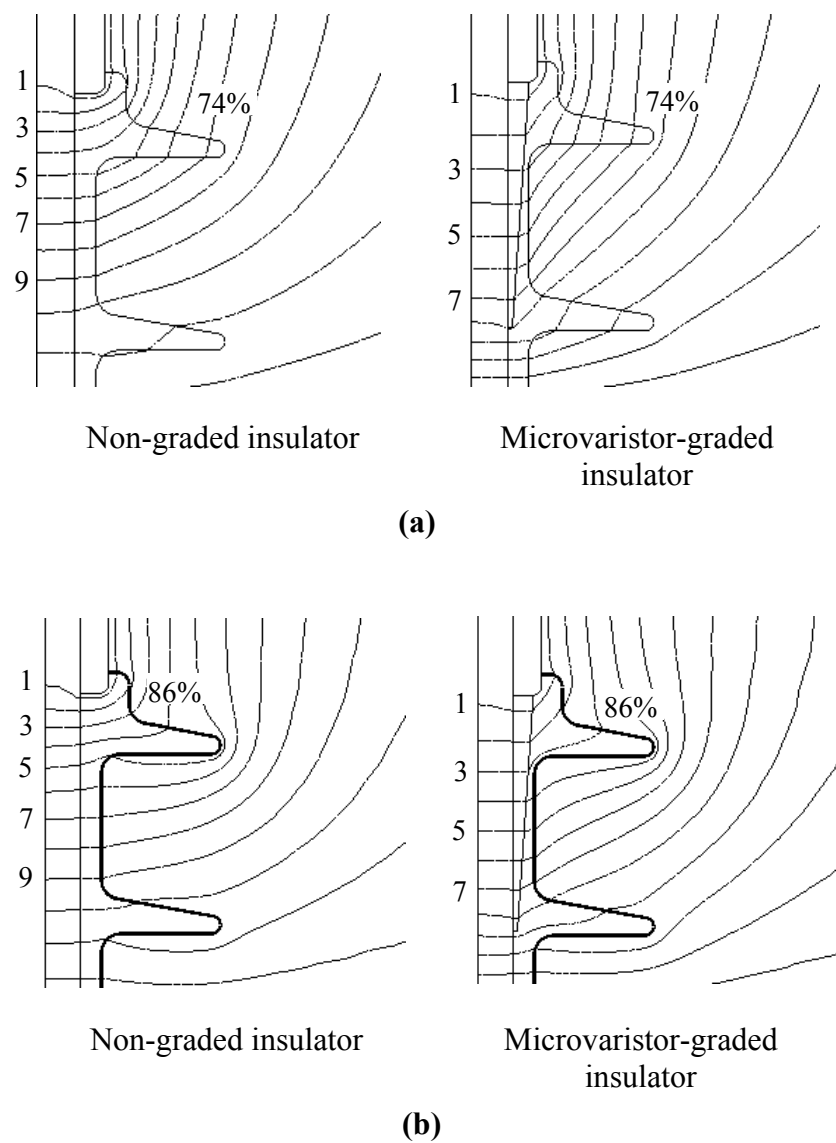 1
3
5
7
9
74%
1
3
5
7
74%
Non-graded insulator
Microvaristor-graded
insulator
(a)
1
3
5
7
9
86%
1
3
5
7
86%
Non-graded insulator
Microvaristor-graded
insulator
(b)